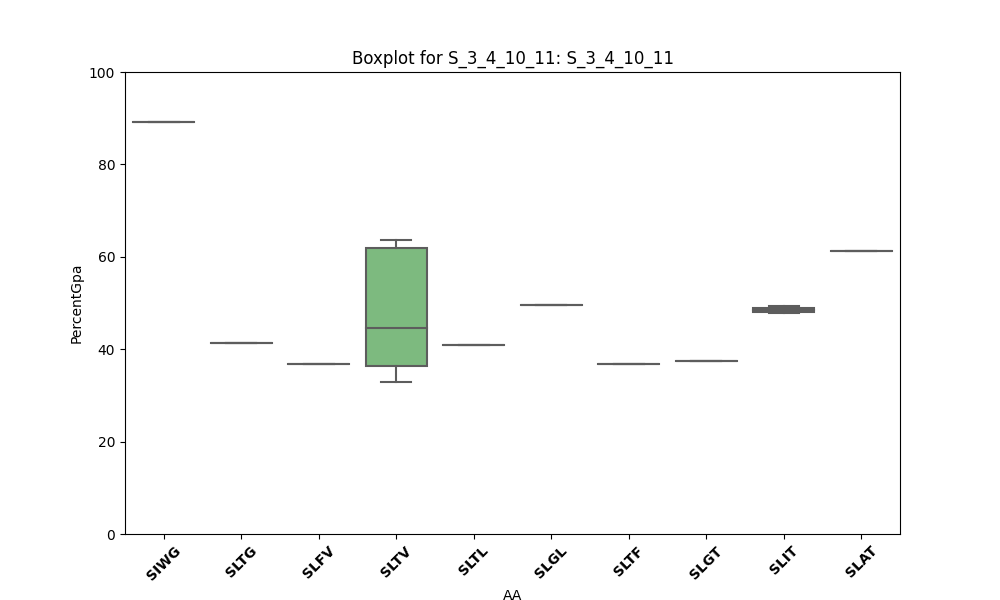 Boxplot for S_3_4_10_11: S_3_4_10_11
100
80
60
40
20
0
PercentGpa
SIWG SLTG SLFV SLTV SLTL SLGL SLTF SLGT SLIT SLAT
AA